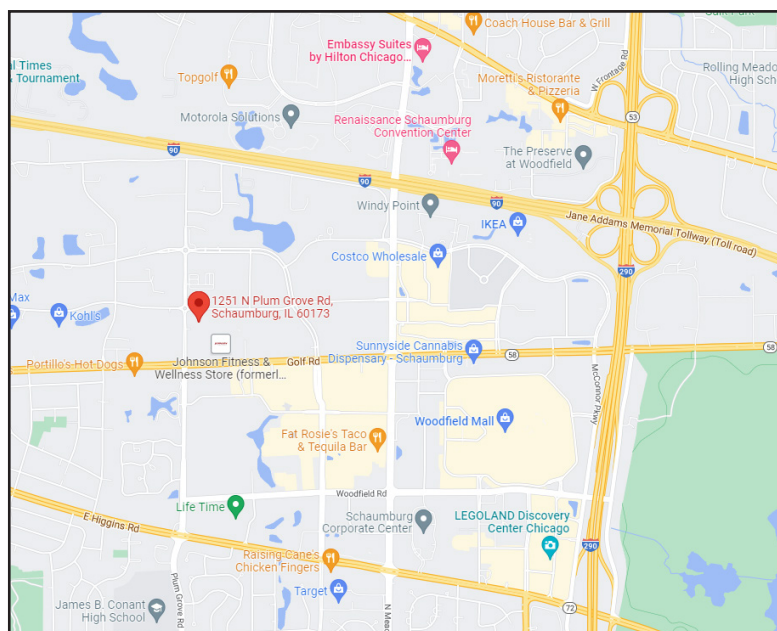 Coach House Bar & Grill
Embassy Suites
by Hilton Chicago...
al Times
& Tournament
Topgolf
W Frontage Rd
Rolling Meado
High Scho
Moretti's Ristorante
& Pizzeria
Motorola Solutions
53
Renaissance Schaumburg
Convention Center
The Preserve
at Woodfield
90
90
90
Windy Point
IKEA
Jane Addams Memorial Tollway (Toll road)
Costco Wholesale
290
Max
Kohl's
1251 N Plum Grove Rd,
Schaumburg, IL 60173
Sunnyside Cannabis
Dispensary - Schaumburg
58
58
Portillo's Hot Dogs
Johnson Fitness &
Wellness Store (formerl...
Golf Rd
McConnor Pkwy
Woodfield Mall
Fat Rosie's Taco
& Tequila Bar
Woodfield Rd
Life Time
E Higgins Rd
Schaumburg
Corporate Center
LEGOLAND Discovery
Center Chicago
290
Raising Cane's
Chicken Fingers
Plum Grove Rd
Target
James B. Conant
High School
N Meac
72